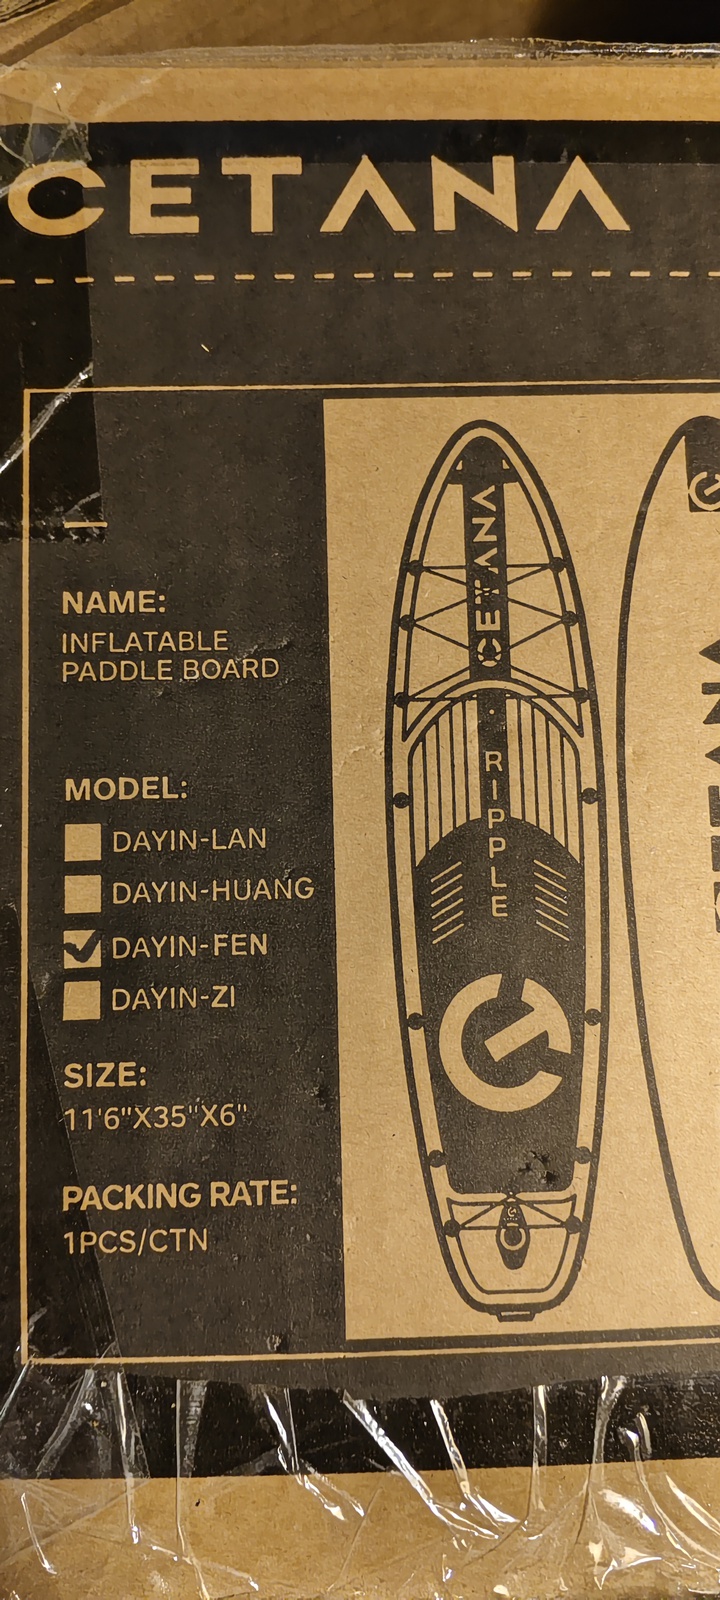 CETANA
NAME:
INFLATABLE
PADDLE BOARD
MODEL:
DAYIN-LAN
DAYIN-HUANG
DAYIN-FEN
DAYIN-ZI
SIZE:
11'6"X35"X6"
PACKING RATE:
1PCS/CTN
CETANA
RIPPLE